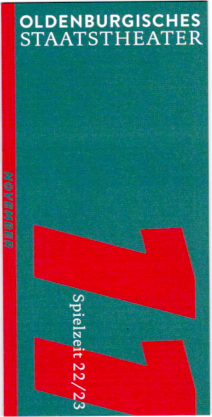 OLDENBURGISCHES
STAATSTHEATER
NOVEMBER
11
Spielzeit 22/23